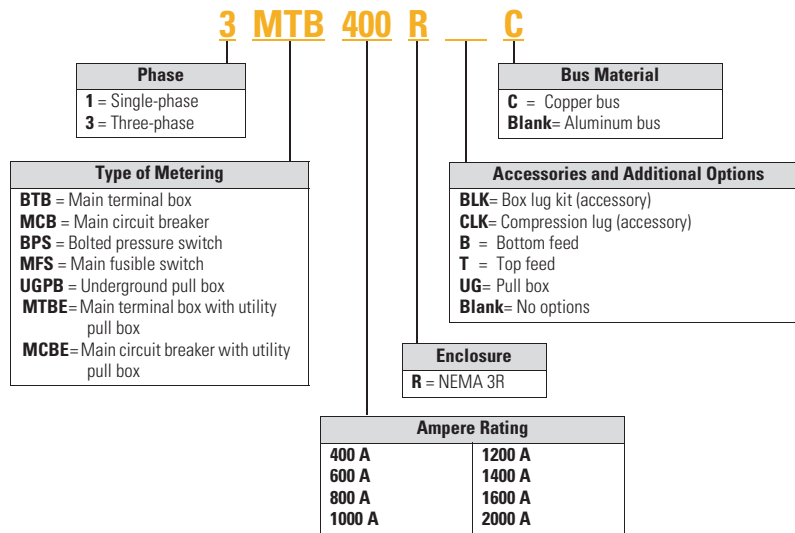 3 MTB 400 R __ C
Phase
1 = Single-phase
3 = Three-phase
Bus Material
C = Copper bus
Blank= Aluminum bus
Type of Metering
BTB = Main terminal box
MCB = Main circuit breaker
BPS = Bolted pressure switch
MFS = Main fusible switch
UGPB = Underground pull box
MTBE=Main terminal box with utility
pull box
MCBE=Main circuit breaker with utility
pull box
Accessories and Additional Options
BLK= Box lug kit (accessory)
CLK= Compression lug (accessory)
B = Bottom feed
T = Top feed
UG= Pull box
Blank= No options
Enclosure
R = NEMA 3R
Ampere Rating
400 A 1200 A
600 A 1400 A
800 A 1600 A
1000 A 2000 A